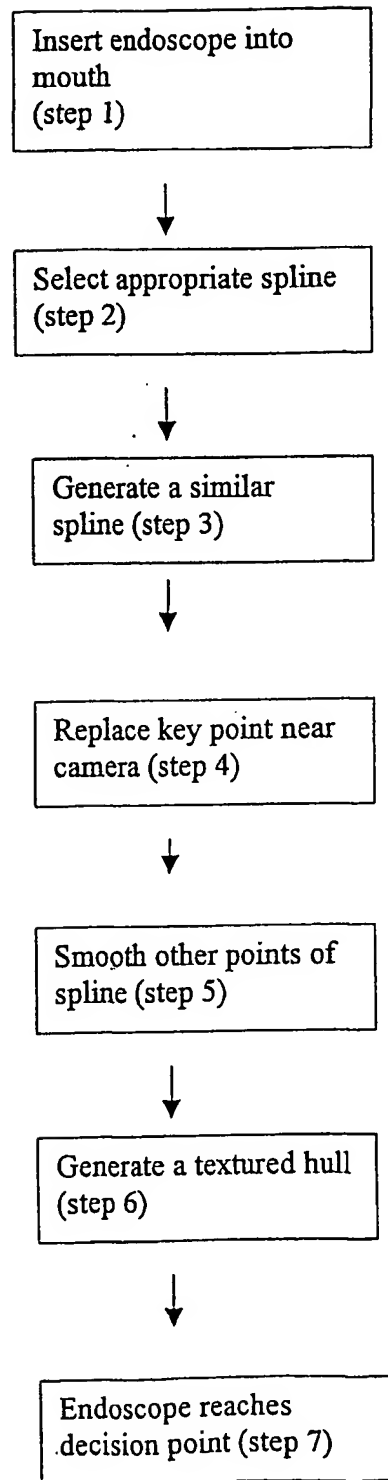 Insert endoscope into
mouth
(step 1)
Select appropriate spline
(step 2)
Generate a similar
spline (step 3)
Replace key point near
camera (step 4)
Smooth other points of
spline (step 5)
Generate a textured hull
(step 6)
Endoscope reaches
decision point (step 7)